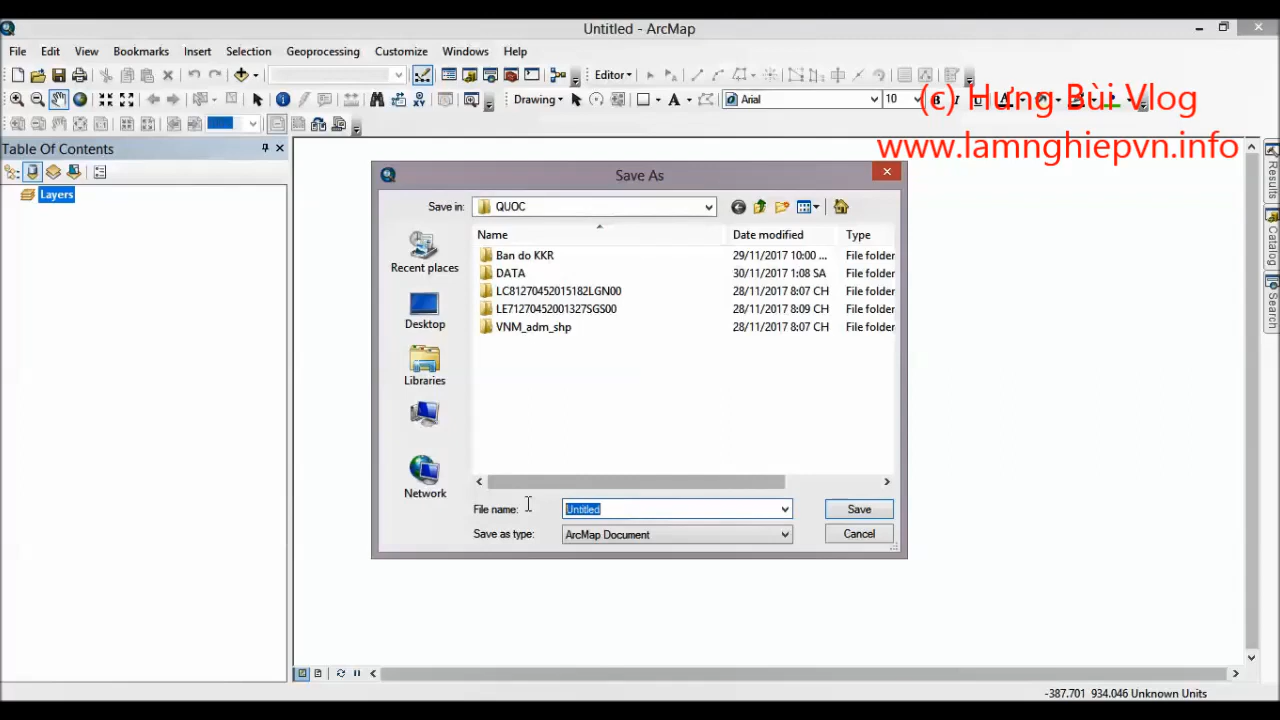 Untitled - ArcMap
File Edit View Bookmarks Insert Selection Geoprocessing Customize Windows Help
Editor
Drawing Arial 10
(c) Hưng Bùi Vlog
www.lamnghiepvn.info
Table Of Contents
Layers
Save As
Save in: QUOC
Name Date modified Type
Ban do KKR 29/11/2017 10:00 ... File folder
DATA 30/11/2017 1:08 SA File folder
LC81270452015182LGN00 28/11/2017 8:07 CH File folder
LE71270452001327SGS00 28/11/2017 8:09 CH File folder
VNM_adm_shp 28/11/2017 8:07 CH File folder
Recent places
Desktop
Libraries
Network
File name: Untitled Save
Save as type: ArcMap Document Cancel
Results
Catalog
Search
-387.701 934.046 Unknown Units